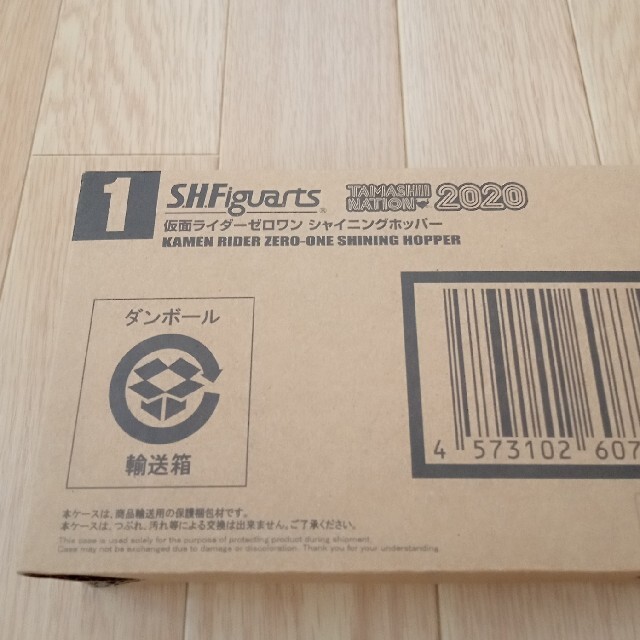 1
S.H.Figuarts® TAMASHII NATION 2020
仮面ライダーゼロワン シャイニングホッパー
KAMEN RIDER ZERO-ONE SHINING HOPPER
ダンボール
輸送箱
4 573102 607
本ケースは、商品輸送用の保護梱包材です。
本ケースは、つぶれ、汚れ等による交換は出来ません。ご了承ください。
This case is used solely for the purpose of protecting product during shipment.
Case may not be exchanged due to damage or discoloration. Thank you for your understanding.